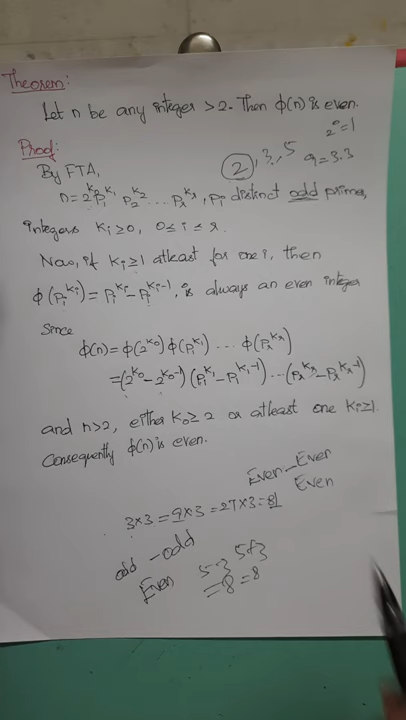 Theorem:
Let n be any integer > 2. Then φ(n) is even.
2⁰=1
Proof:
2, 3, 5 9=3.3
By FTA,
n=2^k₀ p₁^k₁ p₂^k₂ ... pᵣ^kᵣ, pᵢ distinct odd primes,
integers kᵢ≥0, 0≤i≤r.
Now, if kᵢ≥1 atleast for one i, then
φ(pᵢ^kᵢ)=pᵢ^kᵢ-pᵢ^(kᵢ-1), is always an even integer
Since
φ(n)=φ(2^k₀)φ(p₁^k₁)...φ(pᵣ^kᵣ)
=(2^k₀-2^(k₀-1))(p₁^k₁-p₁^(k₁-1))...(pᵣ^kᵣ-pᵣ^(kᵣ-1))
and n>2, either k₀≥2 or atleast one kᵢ≥1.
Consequently φ(n) is even.
Even-Even
Even
3×3=9×3=27×3=81
odd-odd
Even
5-3 5+3
=8=8